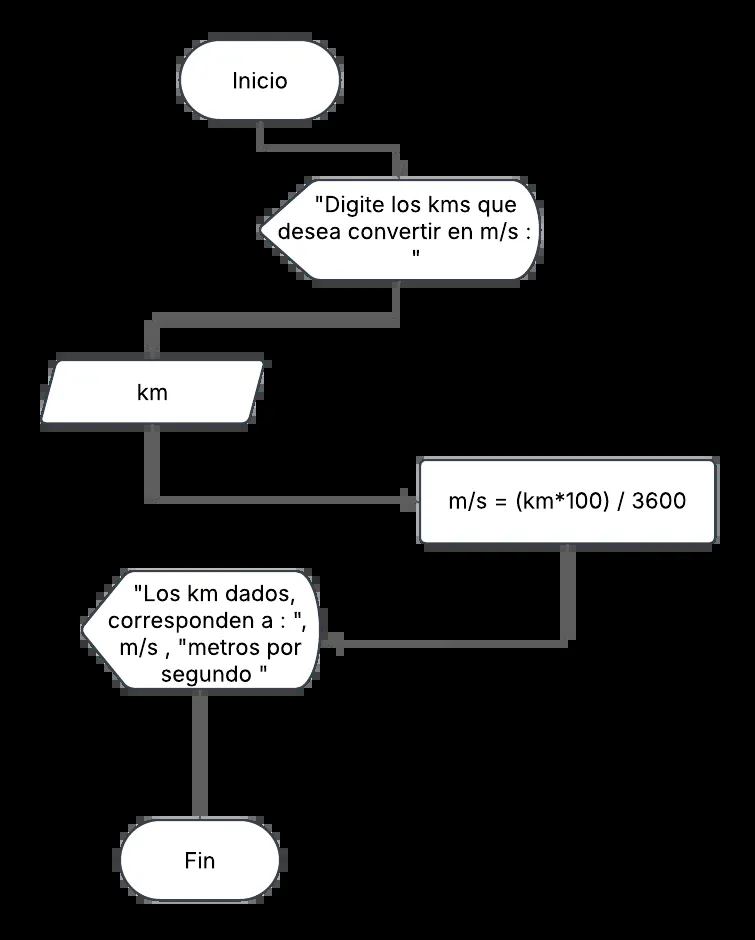 Inicio
"Digite los kms que
desea convertir en m/s :
"
km
m/s = (km*100) / 3600
"Los km dados,
corresponden a : ",
m/s , "metros por
segundo "
Fin